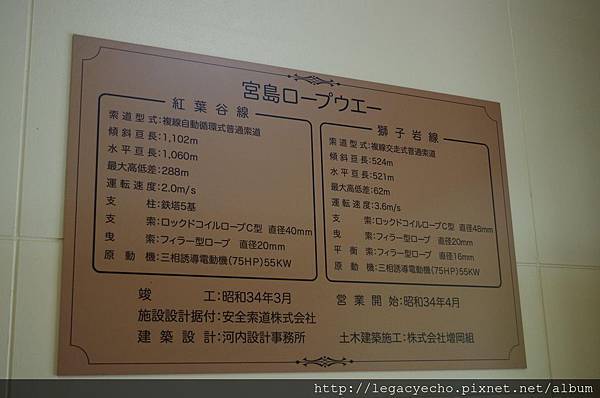 宮島ロープウエー
紅葉谷線
索道型式:複線自動循環式普通索道
傾斜亘長:1,102m
水平亘長:1,060m
最大高低差:288m
運転速度:2.0m/s
支柱:鉄塔5基
支索:ロックドコイルロープC型 直径40mm
曳索:フィラー型ロープ 直径20mm
原動機:三相誘導電動機(75HP)55KW
獅子岩線
索道型式:複線交走式普通索道
傾斜亘長:524m
水平亘長:521m
最大高低差:62m
運転速度:3.6m/s
支索:ロックドコイルロープC型 直径48mm
曳索:フィラー型ロープ 直径20mm
平衡索:フィラー型ロープ 直径16mm
原動機:三相誘導電動機(75HP)55KW
竣工:昭和34年3月 営業開始:昭和34年4月
施設設計据付:安全索道株式会社
建築設計:河内設計事務所 土木建築施工:株式会社増岡組
http://legacyecho.pixnet.net/album